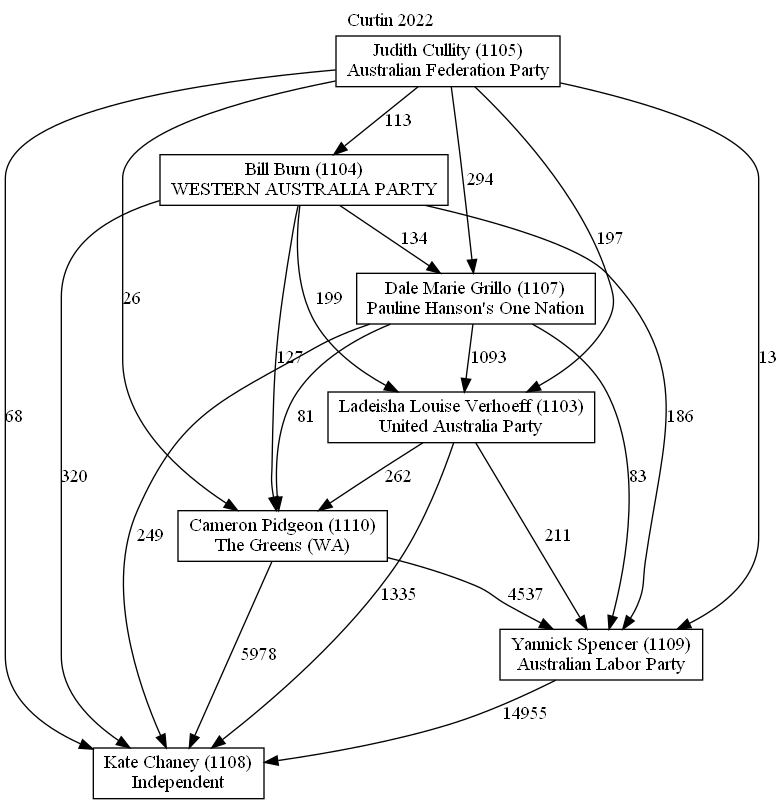 Curtin 2022
Judith Cullity (1105)
Australian Federation Party
113
Bill Burn (1104)
WESTERN AUSTRALIA PARTY
294
197
134
Dale Marie Grillo (1107)
Pauline Hanson's One Nation
26
199
127
1093
13
Ladeisha Louise Verhoeff (1103)
United Australia Party
68
81
186
320
262
83
Cameron Pidgeon (1110)
The Greens (WA)
249
211
1335
4537
Yannick Spencer (1109)
Australian Labor Party
5978
14955
Kate Chaney (1108)
Independent